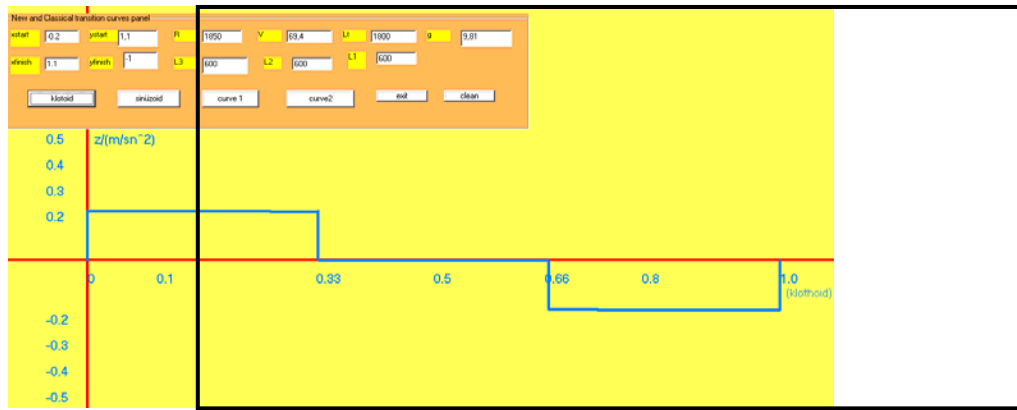 New and Classical transition curves panel
xstart -0.2 ystart 1,1 R 1850 V 69,4 Lt 1800 g 9,81
xfinish 1.1 yfinish -1 L3 600 L2 600 L1 600
klotoid sinüzoid curve 1 curve2 exit clean
0.5 z/(m/sn^2)
0.4
0.3
0.2
0 0.1 0.33 0.5 0.66 0.8 1.0
(klothoid)
-0.2
-0.3
-0.4
-0.5